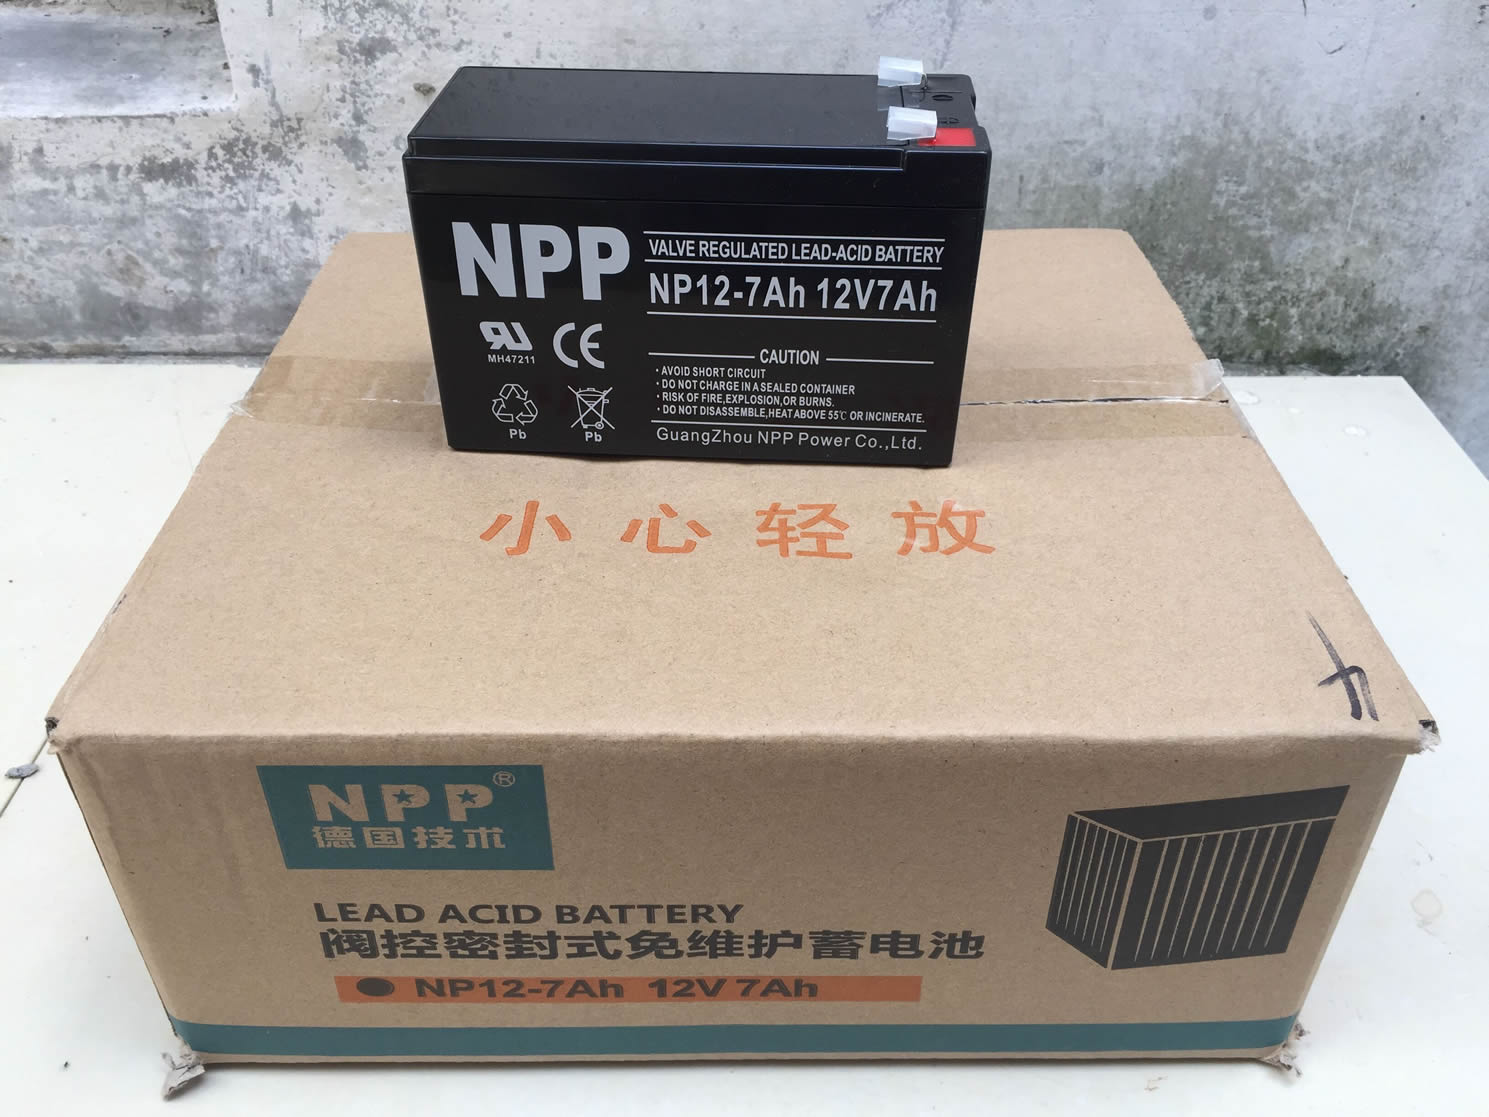 NPP
VALVE REGULATED LEAD-ACID BATTERY
NP12-7Ah 12V7Ah
MH47211
CE
CAUTION
· AVOID SHORT CIRCUIT
· DO NOT CHARGE IN A SEALED CONTAINER
· RISK OF FIRE,EXPLOSION,OR BURNS.
· DO NOT DISASSEMBLE,HEAT ABOVE 55℃ OR INCINERATE.
Pb
Pb
GuangZhou NPP Power Co.,Ltd.
小心轻放
NPP®
德国技术
LEAD ACID BATTERY
阀控密封式免维护蓄电池
● NP12-7Ah 12V 7Ah